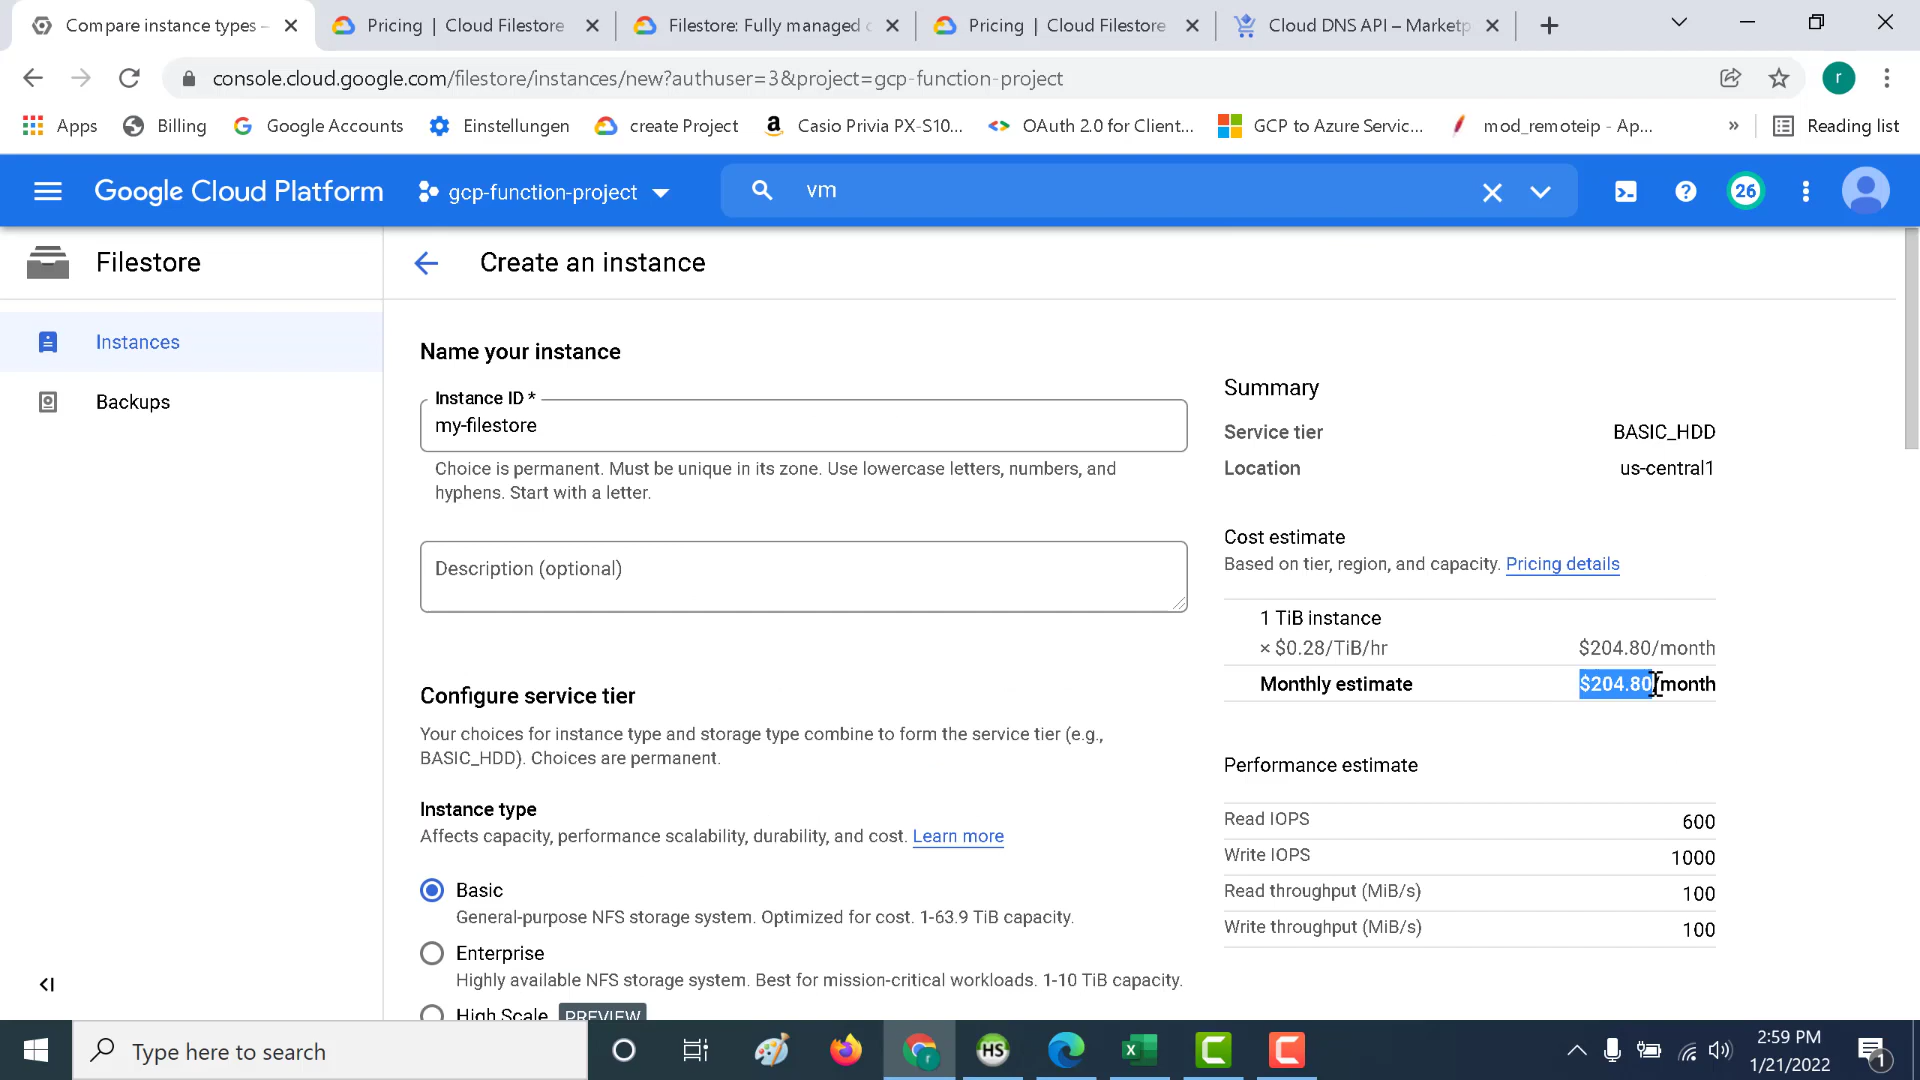 Compare instance types –
Pricing | Cloud Filestore
Filestore: Fully managed c
Pricing | Cloud Filestore
Cloud DNS API – Marketp
console.cloud.google.com/filestore/instances/new?authuser=3&project=gcp-function-project
r
Apps
Billing
Google Accounts
Einstellungen
create Project
Casio Privia PX-S10...
OAuth 2.0 for Client...
GCP to Azure Servic...
mod_remoteip - Ap...
»
Reading list
Google Cloud Platform
gcp-function-project
vm
26
Filestore
Create an instance
Instances
Backups
Name your instance
Instance ID *
my-filestore
Choice is permanent. Must be unique in its zone. Use lowercase letters, numbers, and
hyphens. Start with a letter.
Description (optional)
Configure service tier
Your choices for instance type and storage type combine to form the service tier (e.g.,
BASIC_HDD). Choices are permanent.
Instance type
Affects capacity, performance scalability, durability, and cost. Learn more
Basic
General-purpose NFS storage system. Optimized for cost. 1-63.9 TiB capacity.
Enterprise
Highly available NFS storage system. Best for mission-critical workloads. 1-10 TiB capacity.
High Scale PREVIEW
Summary
Service tier BASIC_HDD
Location us-central1
Cost estimate
Based on tier, region, and capacity. Pricing details
1 TiB instance
× $0.28/TiB/hr $204.80/month
Monthly estimate $204.80/month
Performance estimate
Read IOPS 600
Write IOPS 1000
Read throughput (MiB/s) 100
Write throughput (MiB/s) 100
Type here to search
HS
2:59 PM
1/21/2022
1